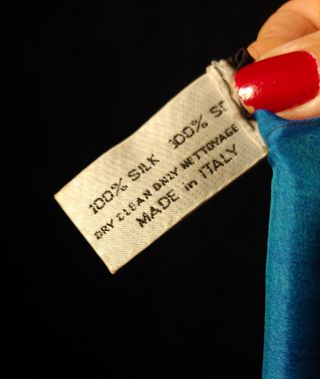 100% SILK 100% S
DRY CLEAN ONLY NETTOYAGE
MADE in ITALY